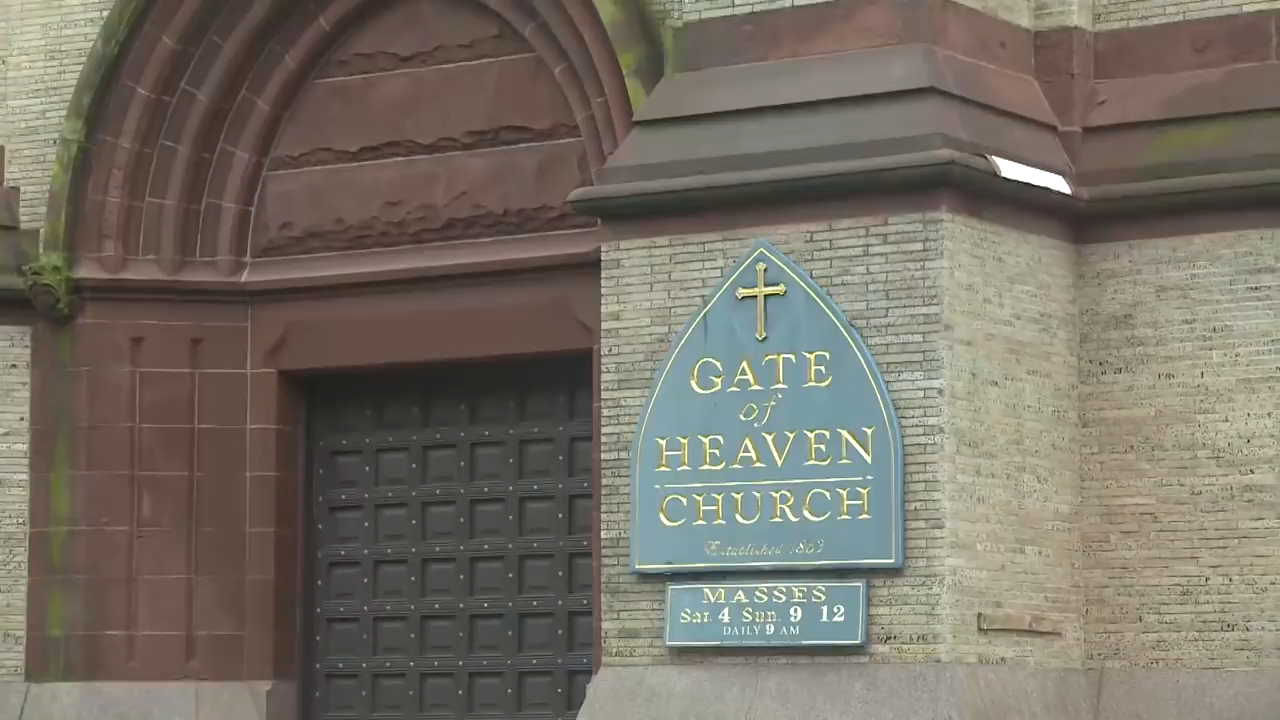 GATE
of
HEAVEN
CHURCH
Established 1863
MASSES
Sat. 4 Sun. 9 12
DAILY 9 AM